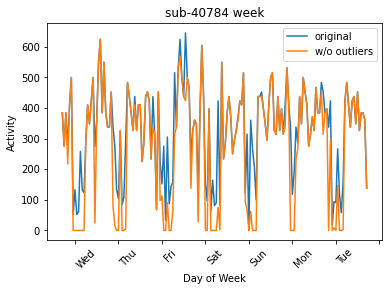 sub-40784 week
original
w/o outliers
Activity
600
500
400
300
200
100
0
Wed
Thu
Fri
Sat
Sun
Mon
Tue
Day of Week